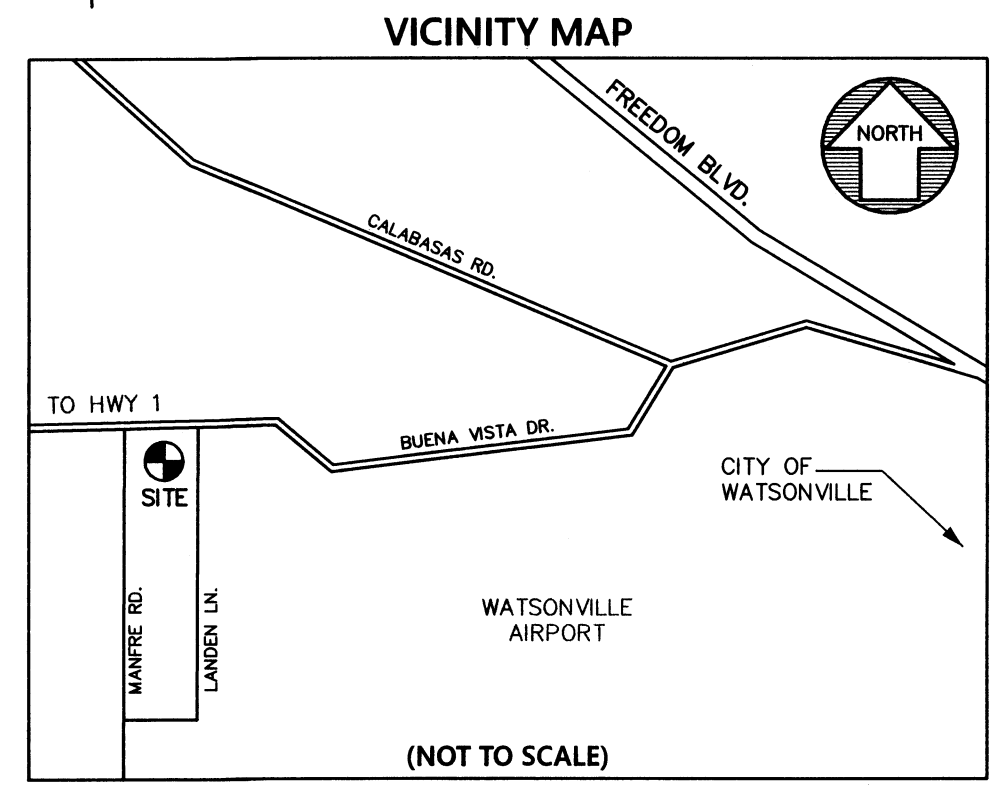 VICINITY MAP
FREEDOM BLVD.
NORTH
CALABASAS RD.
TO HWY 1
BUENA VISTA DR.
SITE
CITY OF
WATSONVILLE
MANFRE RD.
LANDEN LN.
WATSONVILLE
AIRPORT
(NOT TO SCALE)